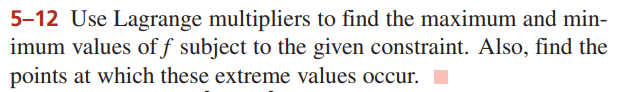 5–12 Use Lagrange multipliers to find the maximum and min-
imum values of f subject to the given constraint. Also, find the
points at which these extreme values occur.